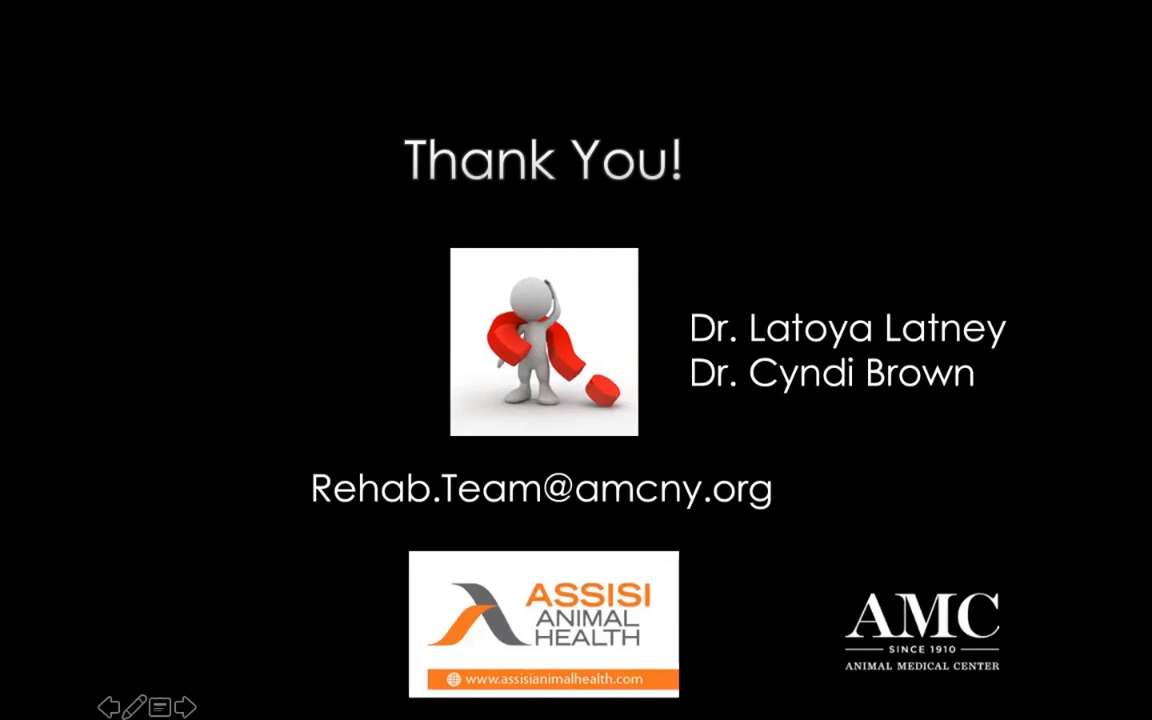 Thank You!
Dr. Latoya Latney
Dr. Cyndi Brown
Rehab.Team@amcny.org
ASSISI
ANIMAL
HEALTH
www.assisianimalhealth.com
AMC
SINCE 1910
ANIMAL MEDICAL CENTER